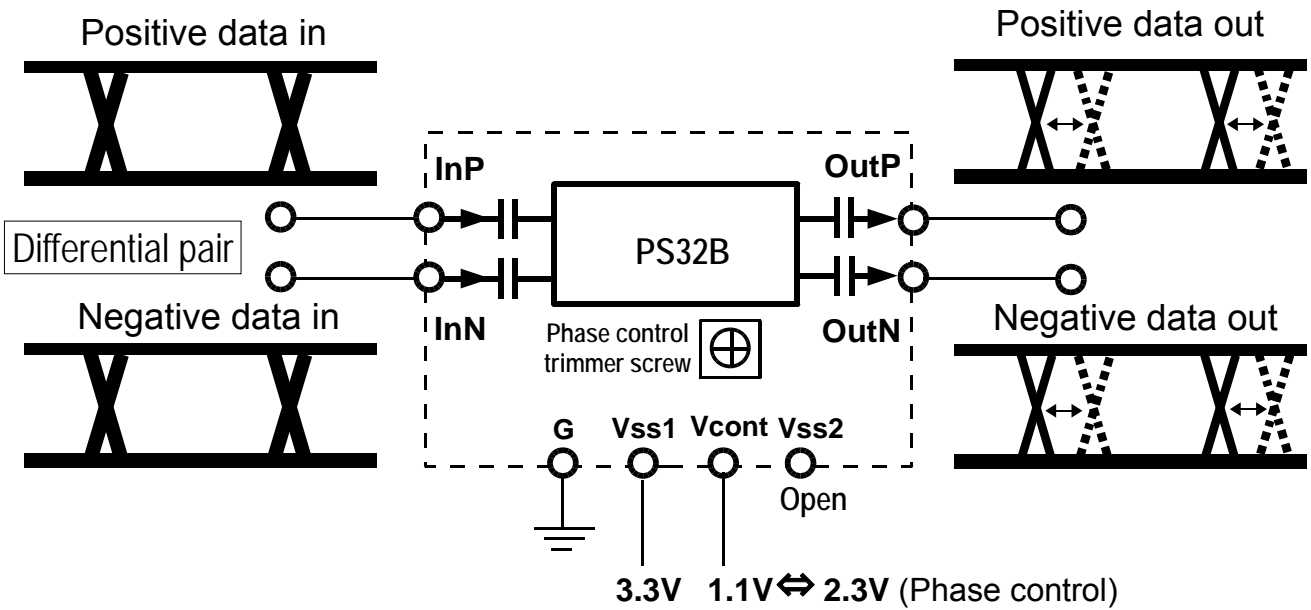 Positive data in
Positive data out
InP
OutP
Differential pair
PS32B
InN
OutN
Negative data in
Negative data out
Phase control
trimmer screw
G Vss1 Vcont Vss2
Open
3.3V 1.1V ⇔ 2.3V (Phase control)